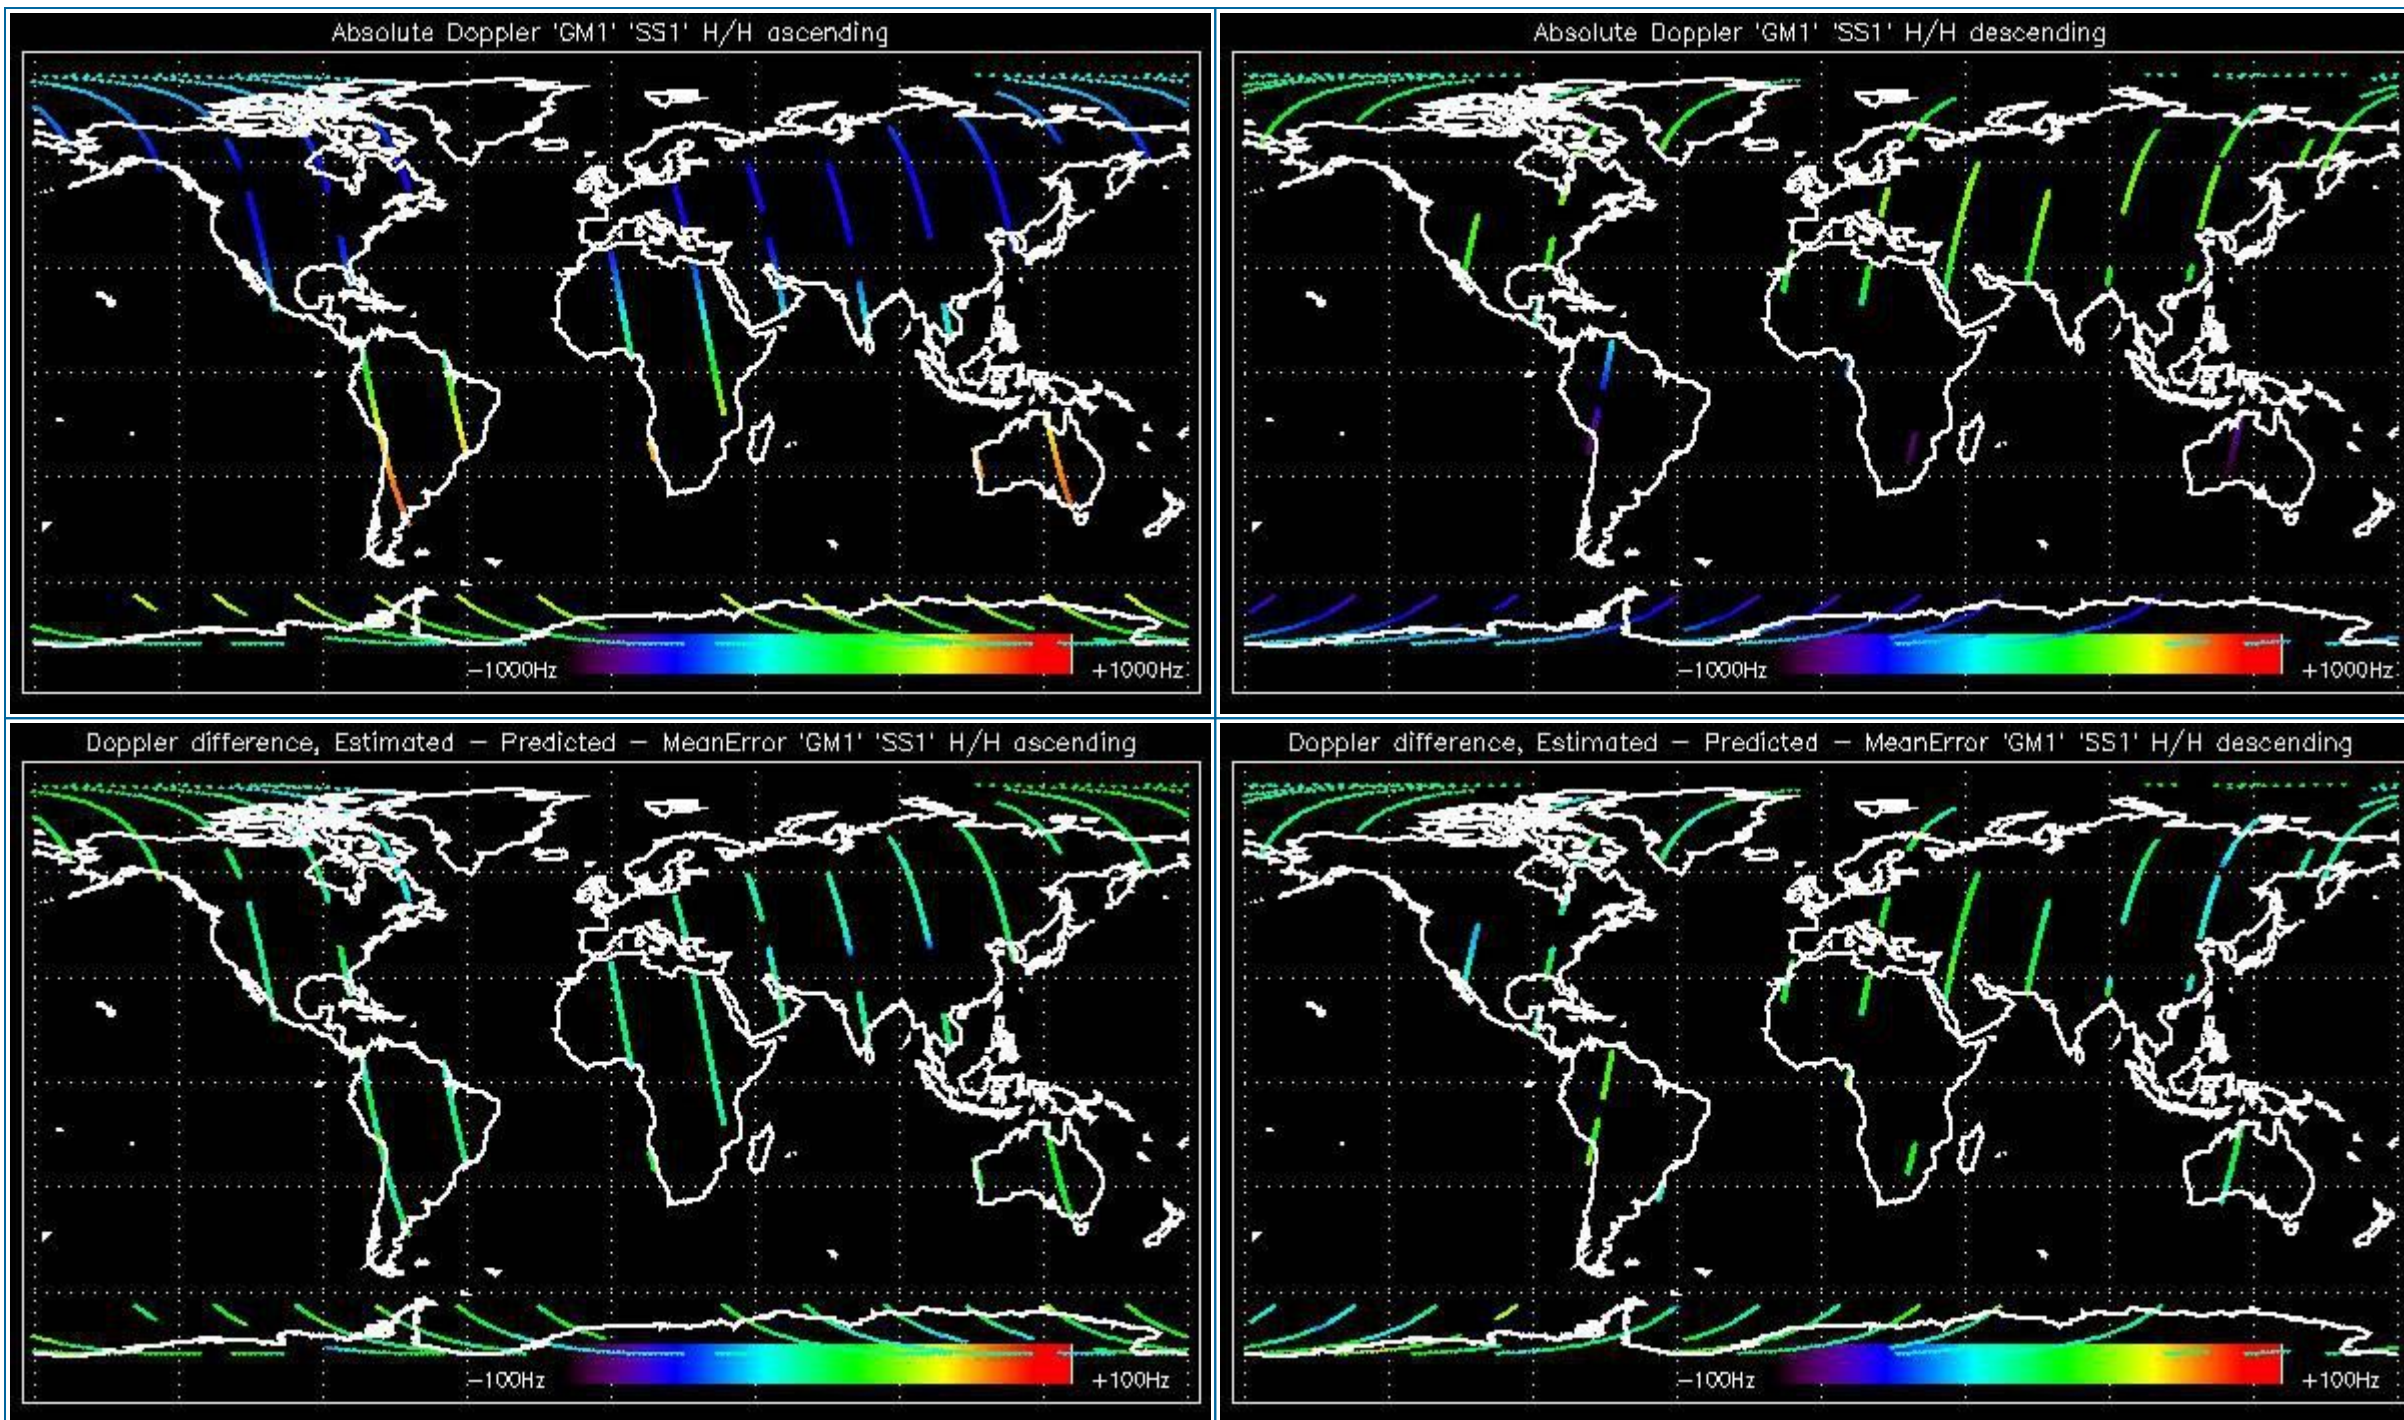 Absolute Doppler 'GM1' 'SS1' H/H ascending
−1000Hz
+1000Hz
Absolute Doppler 'GM1' 'SS1' H/H descending
−1000Hz
+1000Hz
Doppler difference, Estimated − Predicted − MeanError 'GM1' 'SS1' H/H ascending
−100Hz
+100Hz
Doppler difference, Estimated − Predicted − MeanError 'GM1' 'SS1' H/H descending
−100Hz
+100Hz